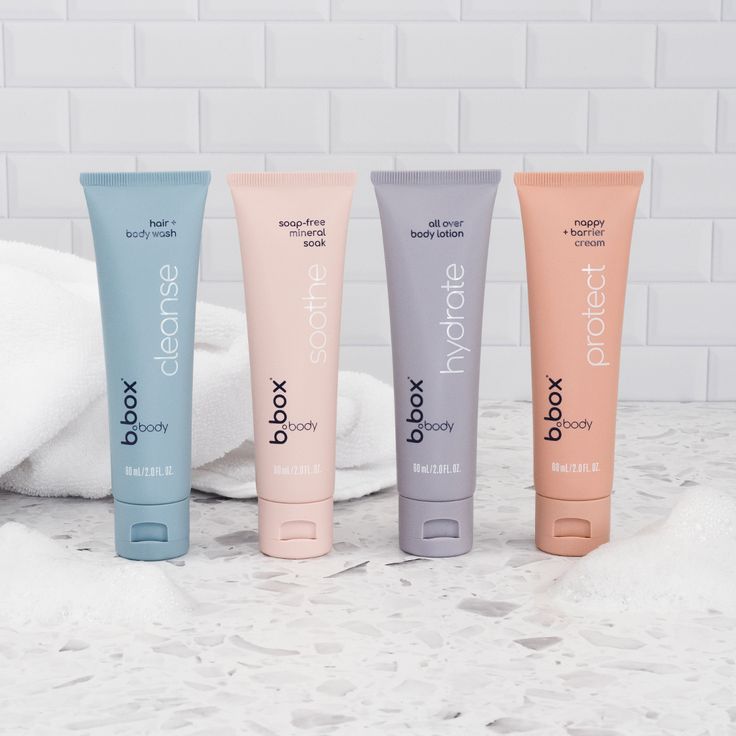 hair +
body wash
cleanse
b.box
body
60 mL/2.0 FL. OZ.
soap-free
mineral
soak
soothe
b.box
body
60 mL/2.0 FL. OZ.
all over
body lotion
hydrate
b.box
body
60 mL/2.0 FL. OZ.
nappy
+ barrier
cream
protect
b.box
body
60 mL/2.0 FL. OZ.